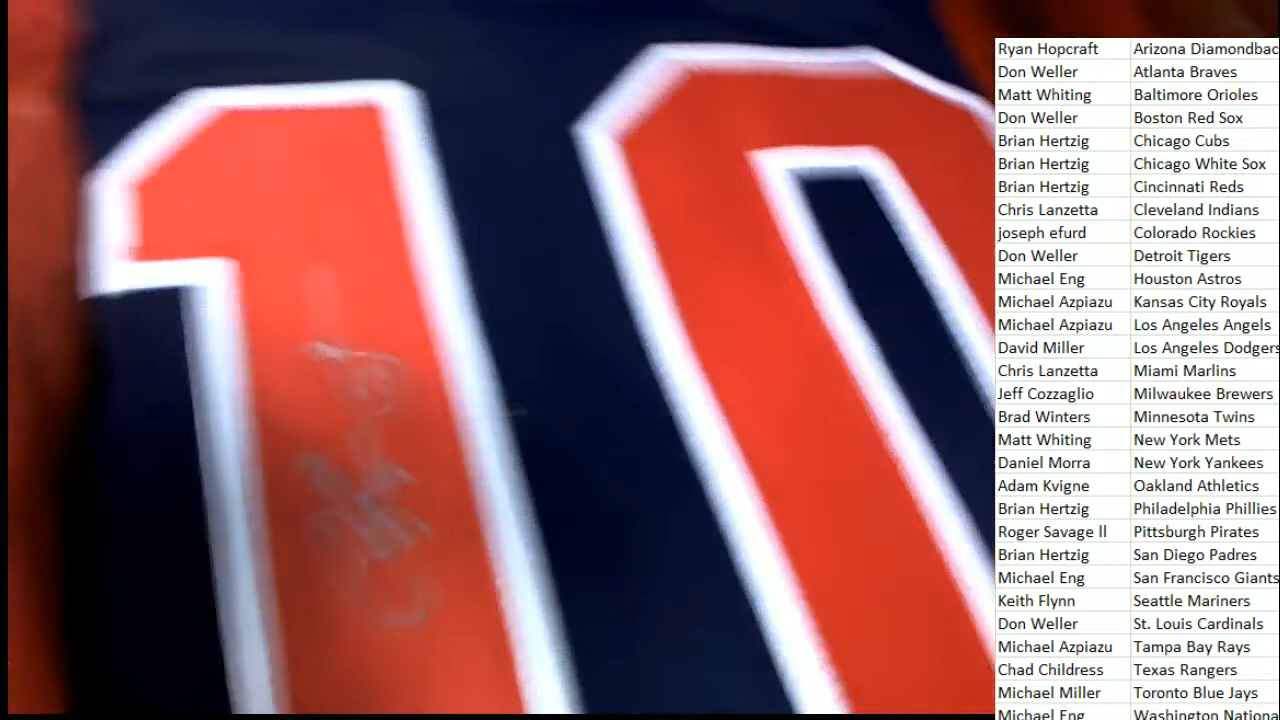 10
Ryan Hopcraft Arizona Diamondbac
Don Weller Atlanta Braves
Matt Whiting Baltimore Orioles
Don Weller Boston Red Sox
Brian Hertzig Chicago Cubs
Brian Hertzig Chicago White Sox
Brian Hertzig Cincinnati Reds
Chris Lanzetta Cleveland Indians
joseph efurd Colorado Rockies
Don Weller Detroit Tigers
Michael Eng Houston Astros
Michael Azpiazu Kansas City Royals
Michael Azpiazu Los Angeles Angels
David Miller Los Angeles Dodgers
Chris Lanzetta Miami Marlins
Jeff Cozzaglio Milwaukee Brewers
Brad Winters Minnesota Twins
Matt Whiting New York Mets
Daniel Morra New York Yankees
Adam Kvigne Oakland Athletics
Brian Hertzig Philadelphia Phillies
Roger Savage ll Pittsburgh Pirates
Brian Hertzig San Diego Padres
Michael Eng San Francisco Giants
Keith Flynn Seattle Mariners
Don Weller St. Louis Cardinals
Michael Azpiazu Tampa Bay Rays
Chad Childress Texas Rangers
Michael Miller Toronto Blue Jays
Michael Eng Washington Nationa